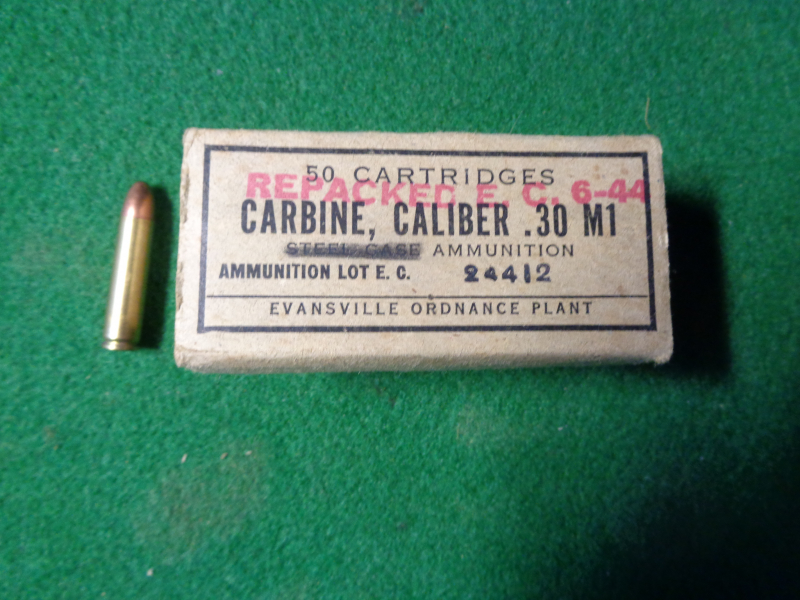 50 CARTRIDGES
REPACKED E. C. 6-44
CARBINE, CALIBER .30 M1
STEEL CASE AMMUNITION
AMMUNITION LOT E. C. 24412
EVANSVILLE ORDNANCE PLANT